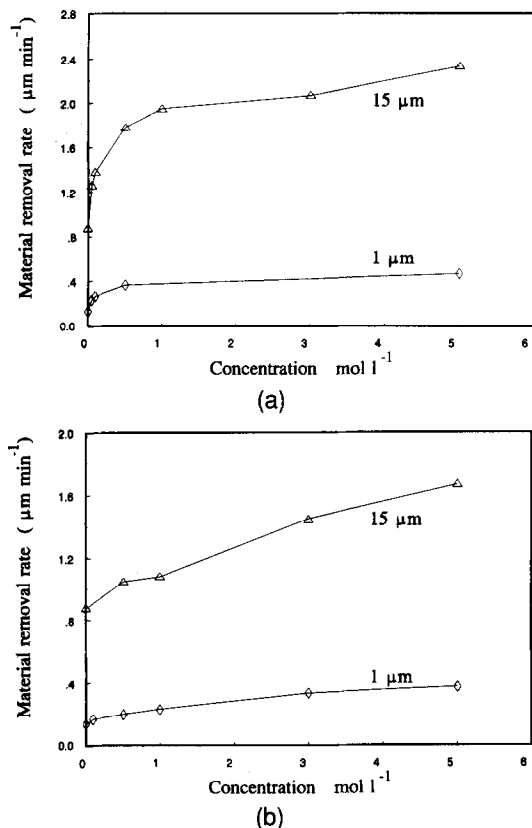 2.8
2.4
2.0
1.6
1.2
.8
.4
0.0
Material removal rate ( μm min⁻¹)
15 μm
1 μm
0 1 2 3 4 5 6
Concentration mol l⁻¹
(a)
2.0
1.6
1.2
.8
.4
0.0
Material removal rate ( μm min⁻¹)
15 μm
1 μm
0 1 2 3 4 5 6
Concentration mol l⁻¹
(b)